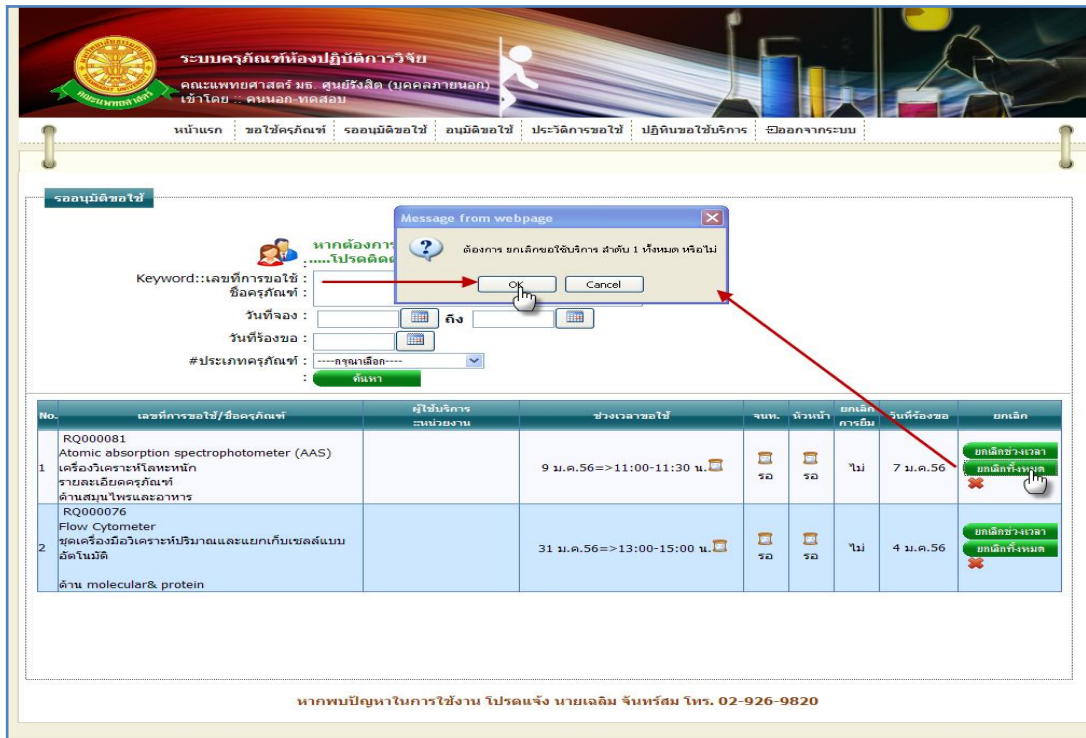 ระบบครุภัณฑ์ห้องปฏิบัติการวิจัย
คณะแพทยศาสตร์ มธ. ศูนย์รังสิต (บุคคลภายนอก)
เข้าโดย :: คนนอก-ทดสอบ
หน้าแรก ขอใช้ครุภัณฑ์ รออนุมัติขอใช้ อนุมัติขอใช้ ประวัติการขอใช้ ปฏิทินขอใช้บริการ ออกจากระบบ
รออนุมัติขอใช้
Message from webpage
ต้องการ ยกเลิกขอใช้บริการ ลำดับ 1 ทั้งหมด หรือไม่
OK Cancel
หากต้องการ
:.....โปรดติดต่
Keyword::เลขที่การขอใช้ :
ชื่อครุภัณฑ์ :
วันที่จอง : ถึง
วันที่ร้องขอ :
#ประเภทครุภัณฑ์ : ----กรุณาเลือก----
: ค้นหา
No. เลขที่การขอใช้/ชื่อครุภัณฑ์ ผู้ใช้บริการ ช่วงเวลาขอใช้ จนท. หัวหน้า ยกเลิก วันที่ร้องขอ ยกเลิก
::หน่วยงาน การยืม
RQ000081
Atomic absorption spectrophotometer (AAS) ยกเลิกช่วงเวลา
1 เครื่องวิเคราะห์โลหะหนัก 9 ม.ค.56=>11:00-11:30 น. รอ รอ ไม่ 7 ม.ค.56 ยกเลิกทั้งหมด
รายละเอียดครุภัณฑ์
ด้านสมุนไพรและอาหาร
RQ000076
Flow Cytometer ยกเลิกช่วงเวลา
2 ชุดเครื่องมือวิเคราะห์ปริมาณและแยกเก็บเซลล์แบบ 31 ม.ค.56=>13:00-15:00 น. รอ รอ ไม่ 4 ม.ค.56 ยกเลิกทั้งหมด
อัตโนมัติ
ด้าน molecular& protein
หากพบปัญหาในการใช้งาน โปรดแจ้ง นายเฉลิม จันทร์สม โทร. 02-926-9820